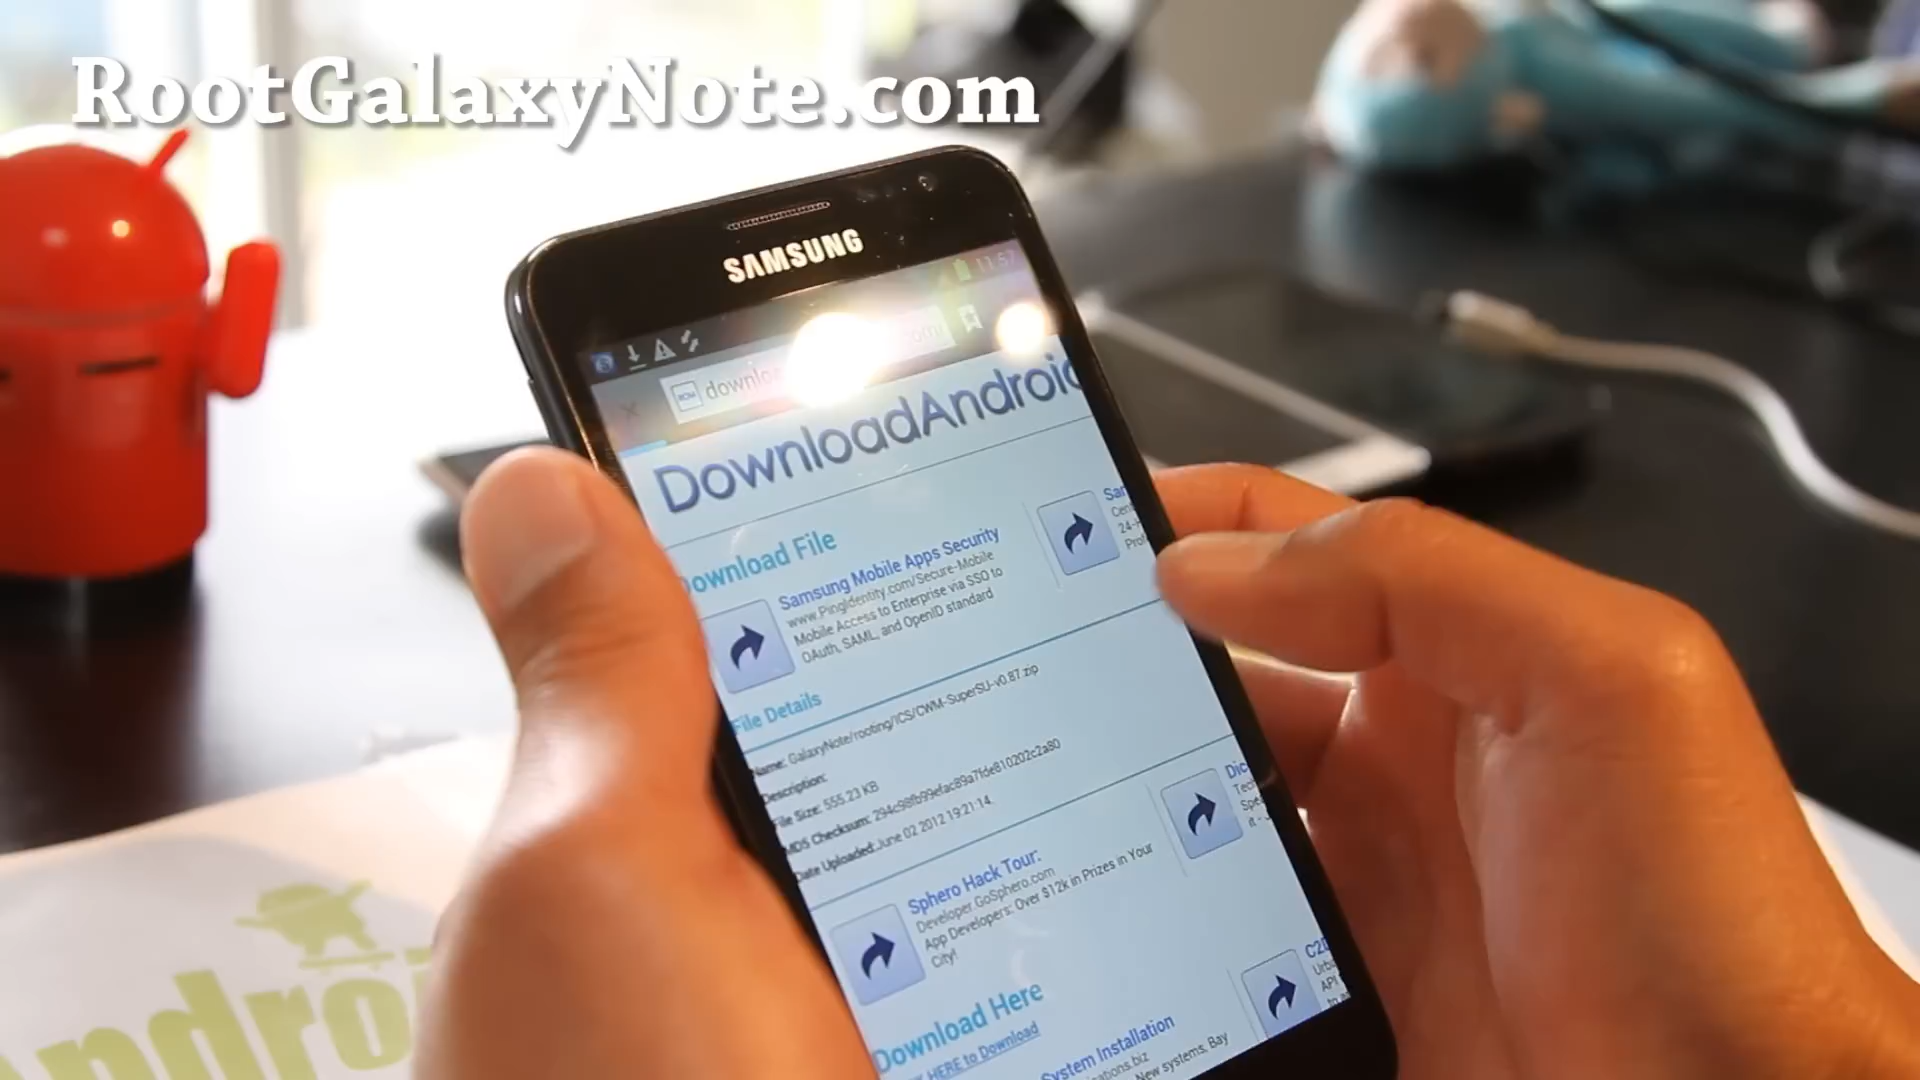 RootGalaxyNote.com
SAMSUNG
11:57
DownloadAndroid
Download File
Samsung Mobile Apps Security
www.PingIdentity.com/Secure-Mobile
Mobile Access to Enterprise via SSO to
OAuth, SAML, and OpenID standard
File Details
Name: GalaxyNote/rooting/ICS/CWM-SuperSU-v0.87.zip
Description:
File Size: 555.23 KB
MD5 Checksum: 294c98fb99efac89a7fde810202c2a80
Date Uploaded: June 02 2012 19:21:14
Sphero Hack Tour:
Developer.GoSphero.com
App Developers: Over $12k in Prizes in Your
City!
Download Here
HERE to Download
System Installation
New systems, Bay
Android